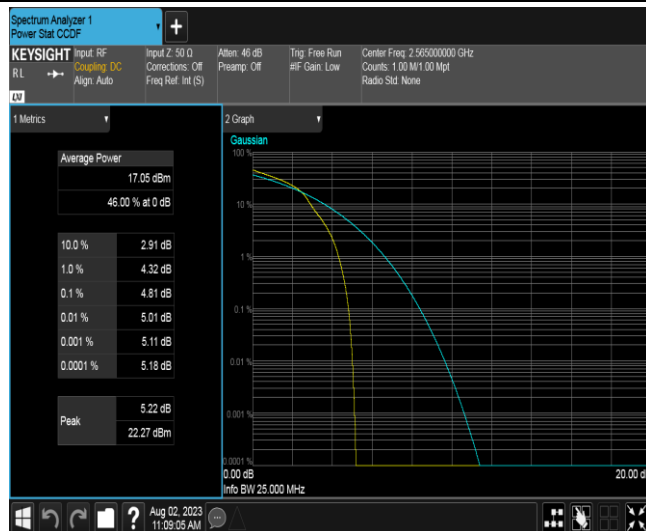 Spectrum Analyzer 1
Power Stat CCDF
+
KEYSIGHT
RL
Input: RF
Coupling: DC
Align: Auto
Input Z: 50 Ω
Corrections: Off
Freq Ref: Int (S)
Atten: 46 dB
Preamp: Off
Trig: Free Run
#IF Gain: Low
Center Freq: 2.565000000 GHz
Counts: 1.00 M/1.00 Mpt
Radio Std: None
1 Metrics
Average Power
17.05 dBm
46.00 % at 0 dB
10.0 % 2.91 dB
1.0 % 4.32 dB
0.1 % 4.81 dB
0.01 % 5.01 dB
0.001 % 5.11 dB
0.0001 % 5.18 dB
Peak
5.22 dB
22.27 dBm
2 Graph
Gaussian
100 %
10 %
1 %
0.1 %
0.01 %
0.001 %
0.0001 %
0.00 dB
20.00 d
Info BW 25.000 MHz
?
Aug 02, 2023
11:09:05 AM